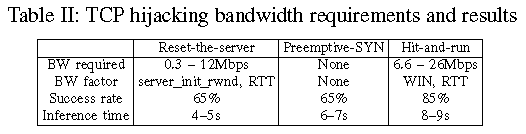 Table II: TCP hijacking bandwidth requirements and results
Reset-the-server Preemptive-SYN Hit-and-run
BW required 0.3 – 12Mbps None 6.6 – 26Mbps
BW factor server_init_rwnd, RTT None WIN, RTT
Success rate 65% 65% 85%
Inference time 4–5s 6–7s 8–9s